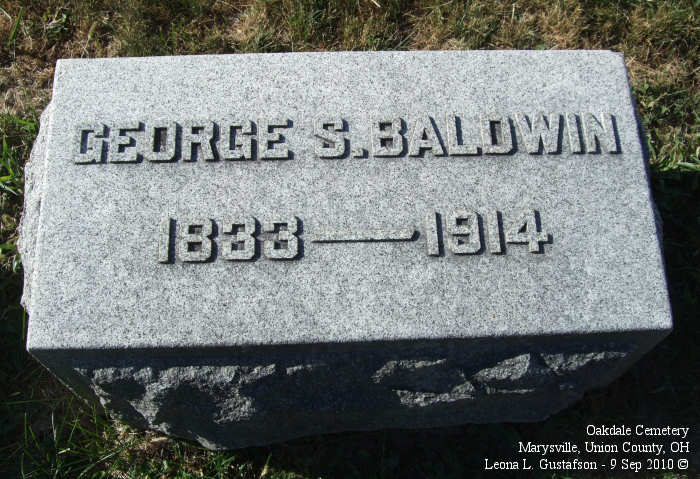 GEORGE S. BALDWIN
1833 — 1914
Oakdale Cemetery
Marysville, Union County, OH
Leona L. Gustafson - 9 Sep 2010 ©